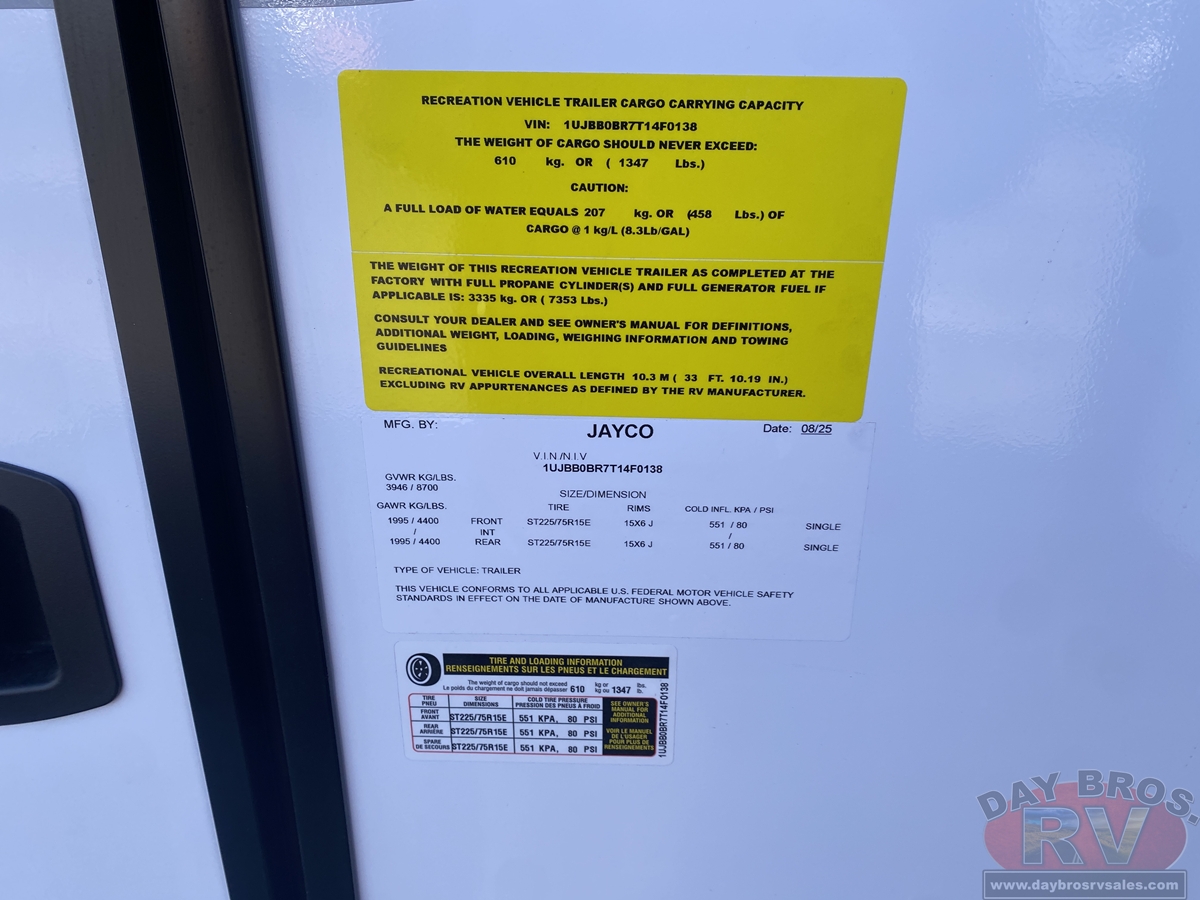 RECREATION VEHICLE TRAILER CARGO CARRYING CAPACITY
VIN: 1UJBB0BR7T14F0138
THE WEIGHT OF CARGO SHOULD NEVER EXCEED:
610 kg. OR ( 1347 Lbs.)
CAUTION:
A FULL LOAD OF WATER EQUALS 207 kg. OR (458 Lbs.) OF
CARGO @ 1 kg/L (8.3Lb/GAL)
THE WEIGHT OF THIS RECREATION VEHICLE TRAILER AS COMPLETED AT THE
FACTORY WITH FULL PROPANE CYLINDER(S) AND FULL GENERATOR FUEL IF
APPLICABLE IS: 3335 kg. OR ( 7353 Lbs.)
CONSULT YOUR DEALER AND SEE OWNER'S MANUAL FOR DEFINITIONS,
ADDITIONAL WEIGHT, LOADING, WEIGHING INFORMATION AND TOWING
GUIDELINES
RECREATIONAL VEHICLE OVERALL LENGTH 10.3 M ( 33 FT. 10.19 IN.)
EXCLUDING RV APPURTENANCES AS DEFINED BY THE RV MANUFACTURER.
MFG. BY: JAYCO Date: 08/25
V.I.N./N.I.V
1UJBB0BR7T14F0138
GVWR KG/LBS.
3946 / 8700
SIZE/DIMENSION
GAWR KG/LBS. TIRE RIMS COLD INFL. KPA / PSI
1995 / 4400 FRONT ST225/75R15E 15X6 J 551 / 80 SINGLE
/ INT /
1995 / 4400 REAR ST225/75R15E 15X6 J 551 / 80 SINGLE
TYPE OF VEHICLE: TRAILER
THIS VEHICLE CONFORMS TO ALL APPLICABLE U.S. FEDERAL MOTOR VEHICLE SAFETY
STANDARDS IN EFFECT ON THE DATE OF MANUFACTURE SHOWN ABOVE.
TIRE AND LOADING INFORMATION
RENSEIGNEMENTS SUR LES PNEUS ET LE CHARGEMENT
The weight of cargo should not exceed 610 kg or 1347 lbs.
Le poids du chargement ne doit jamais dépasser kg ou lb.
TIRE SIZE COLD TIRE PRESSURE
PNEU DIMENSIONS PRESSION DES PNEUS À FROID
FRONT
AVANT ST225/75R15E 551 KPA, 80 PSI
REAR
ARRIÈRE ST225/75R15E 551 KPA, 80 PSI
SPARE
DE SECOURS ST225/75R15E 551 KPA, 80 PSI
SEE OWNER'S
MANUAL FOR
ADDITIONAL
INFORMATION
VOIR LE MANUEL
DE L'USAGER
POUR PLUS DE
RENSEIGNEMENTS
1UJBB0BR7T14F0138
DAY BROS.
RV
www.daybrosrvsales.com